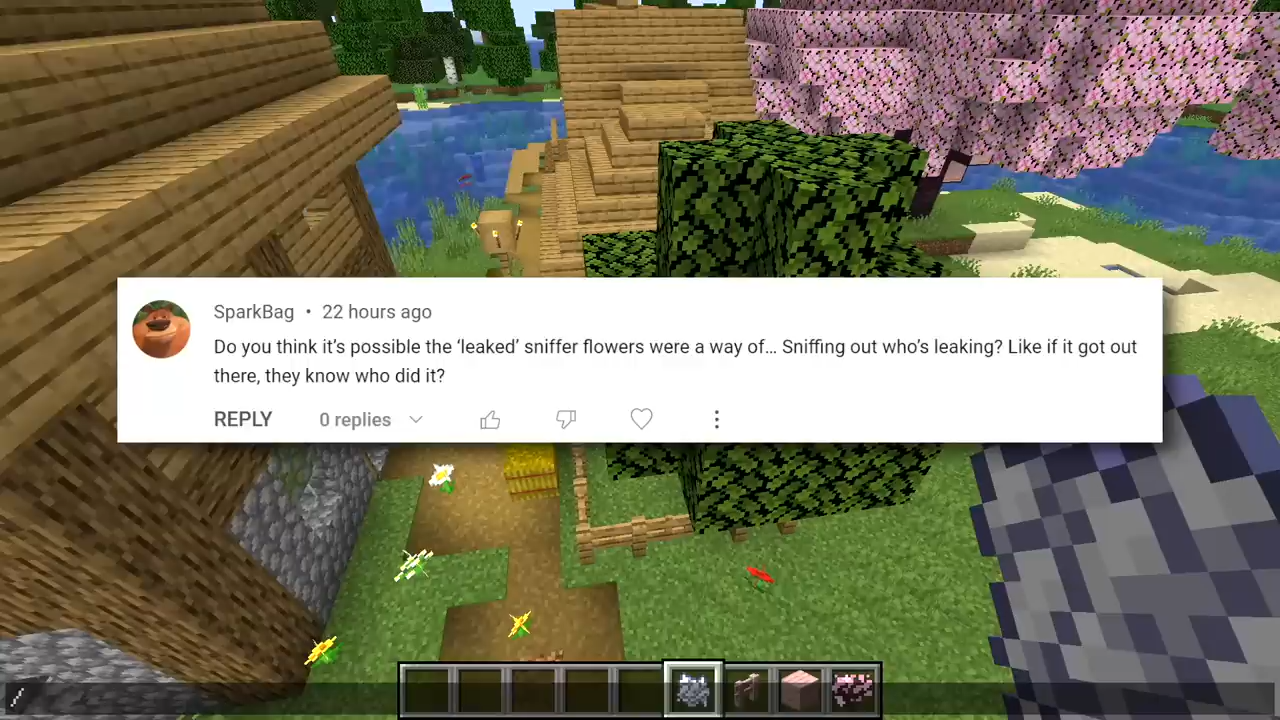 SparkBag • 22 hours ago
Do you think it’s possible the ‘leaked’ sniffer flowers were a way of... Sniffing out who’s leaking? Like if it got out
there, they know who did it?
REPLY 0 replies
/